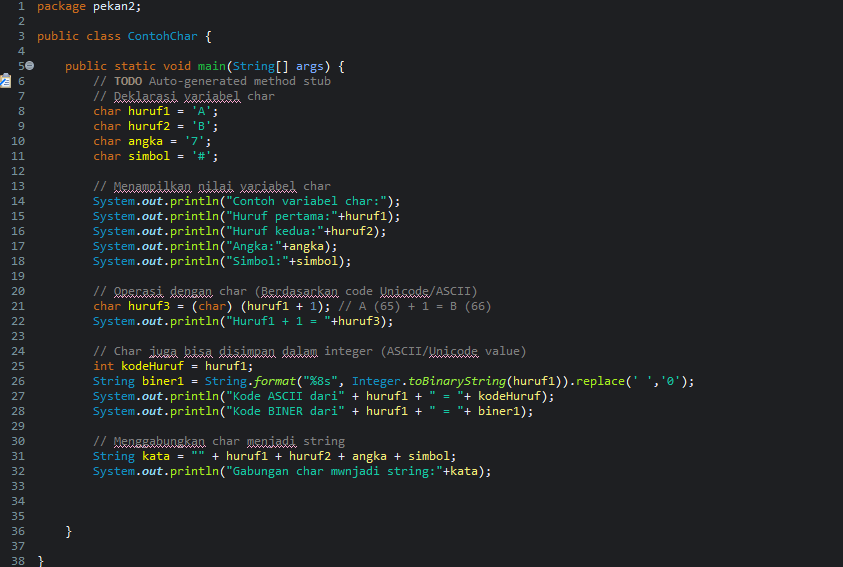 1 package pekan2;
2
3 public class ContohChar {
4
5 public static void main(String[] args) {
6 // TODO Auto-generated method stub
7 // Deklarasi variabel char
8 char huruf1 = 'A';
9 char huruf2 = 'B';
10 char angka = '7';
11 char simbol = '#';
12
13 // Menampilkan nilai variabel char
14 System.out.println("Contoh variabel char:");
15 System.out.println("Huruf pertama:"+huruf1);
16 System.out.println("Huruf kedua:"+huruf2);
17 System.out.println("Angka:"+angka);
18 System.out.println("Simbol:"+simbol);
19
20 // Operasi dengan char (Berdasarkan code Unicode/ASCII)
21 char huruf3 = (char) (huruf1 + 1); // A (65) + 1 = B (66)
22 System.out.println("Huruf1 + 1 = "+huruf3);
23
24 // Char juga bisa disimpan dalam integer (ASCII/Unicode value)
25 int kodeHuruf = huruf1;
26 String biner1 = String.format("%8s", Integer.toBinaryString(huruf1)).replace(' ','0');
27 System.out.println("Kode ASCII dari" + huruf1 + " = "+ kodeHuruf);
28 System.out.println("Kode BINER dari" + huruf1 + " = "+ biner1);
29
30 // Menggabungkan char menjadi string
31 String kata = "" + huruf1 + huruf2 + angka + simbol;
32 System.out.println("Gabungan char mwnjadi string:"+kata);
33
34
35
36 }
37
38 }